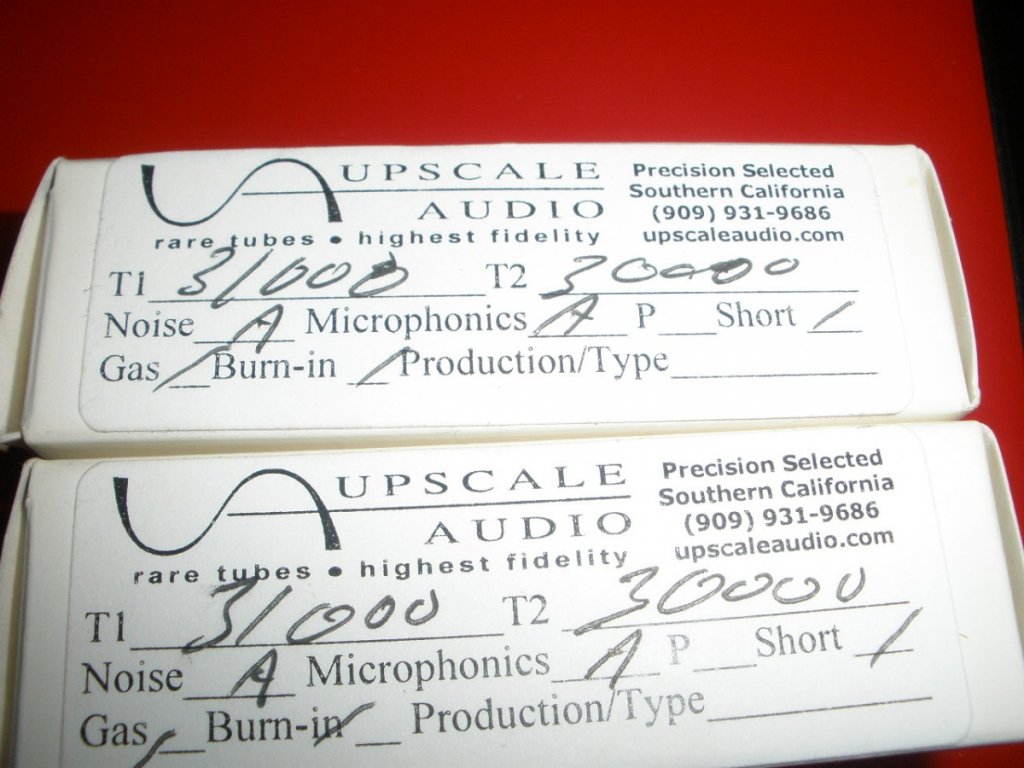 UPSCALE AUDIO
rare tubes • highest fidelity
Precision Selected
Southern California
(909) 931-9686
upscaleaudio.com
T1 31000 T2 30000
Noise A Microphonics A P Short /
Gas / Burn-in / Production/Type
UPSCALE AUDIO
rare tubes • highest fidelity
Precision Selected
Southern California
(909) 931-9686
upscaleaudio.com
T1 31000 T2 30000
Noise A Microphonics A P Short /
Gas / Burn-in / Production/Type